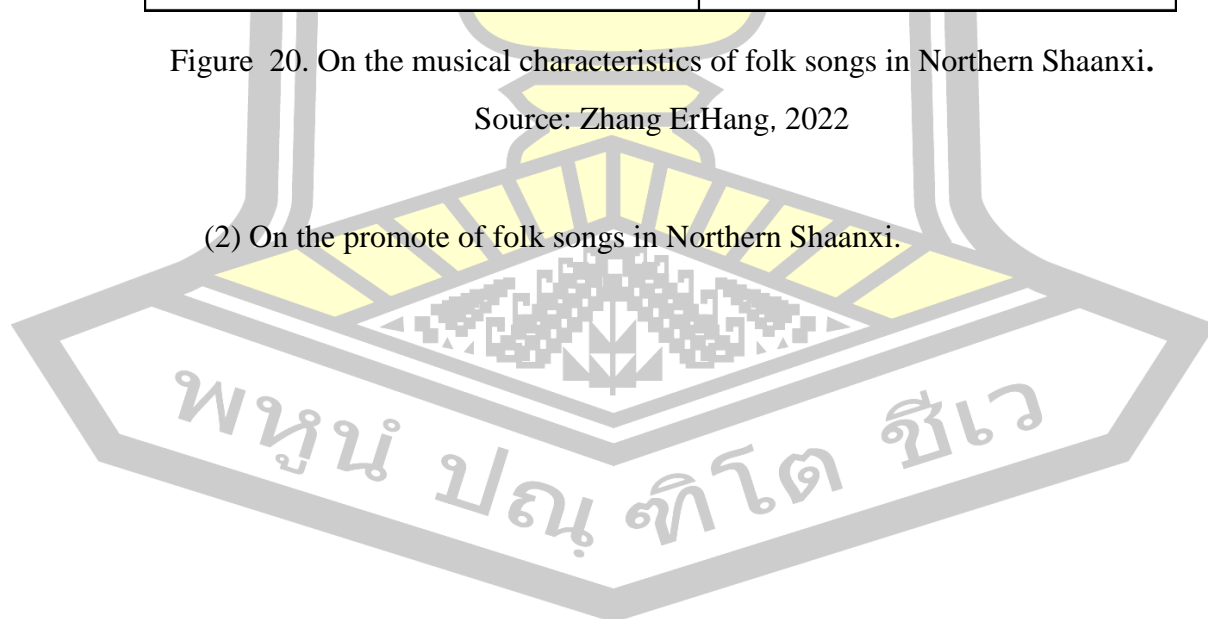 Figure  20. On the musical characteristics of folk songs in Northern Shaanxi.
Source: Zhang ErHang, 2022
(2) On the promote of folk songs in Northern Shaanxi.
พหูนํ ปณฺฑิโต ชีเว